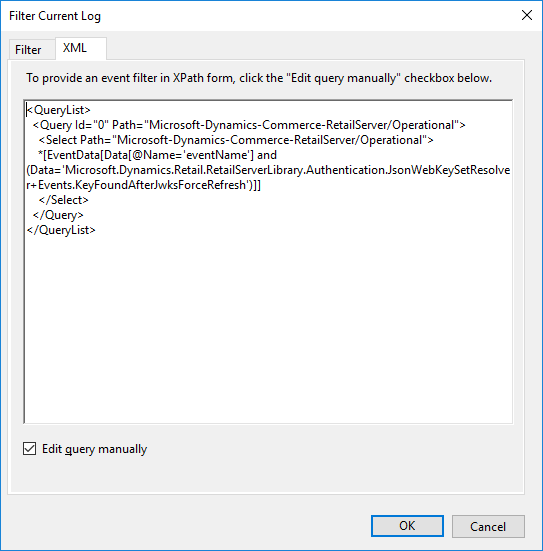 Filter Current Log
Filter
XML
To provide an event filter in XPath form, click the "Edit query manually" checkbox below.
<QueryList>
<Query Id="0" Path="Microsoft-Dynamics-Commerce-RetailServer/Operational">
<Select Path="Microsoft-Dynamics-Commerce-RetailServer/Operational">
*[EventData[Data[@Name='eventName'] and
(Data='Microsoft.Dynamics.Retail.RetailServerLibrary.Authentication.JsonWebKeySetResolve
r+Events.KeyFoundAfterJwksForceRefresh')]]
</Select>
</Query>
</QueryList>
Edit query manually
OK
Cancel